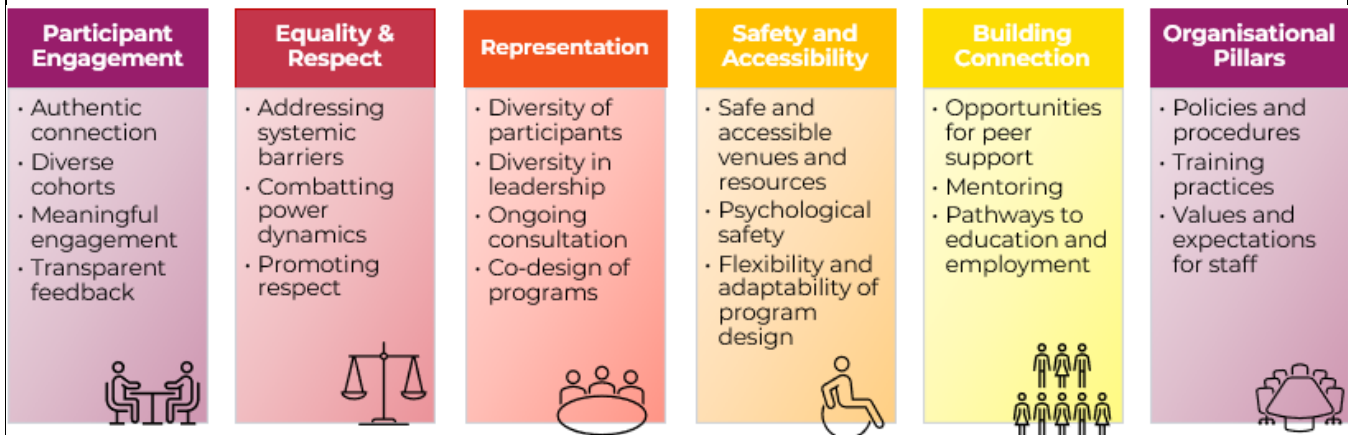 Participant
Engagement
• Authentic
connection
• Diverse
cohorts
• Meaningful
engagement
• Transparent
feedback
Equality &
Respect
• Addressing
systemic
barriers
• Combatting
power
dynamics
• Promoting
respect
Representation
• Diversity of
participants
• Diversity in
leadership
• Ongoing
consultation
• Co-design of
programs
Safety and
Accessibility
• Safe and
accessible
venues and
resources
• Psychological
safety
• Flexibility and
adaptability of
program
design
Building
Connection
• Opportunities
for peer
support
• Mentoring
• Pathways to
education and
employment
Organisational
Pillars
• Policies and
procedures
• Training
practices
• Values and
expectations
for staff